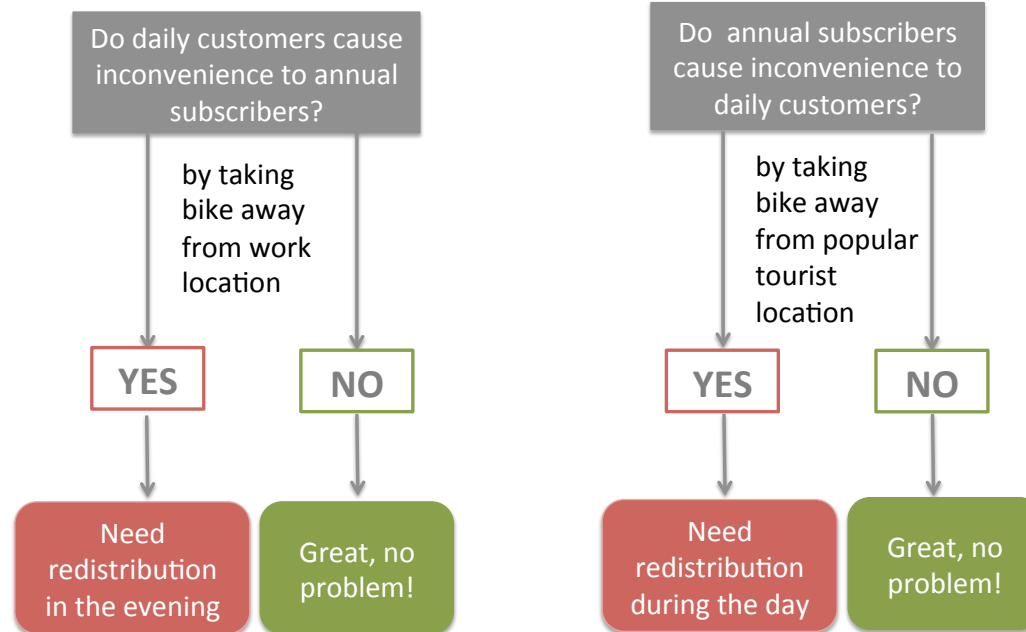 Do daily customers cause
inconvenience to annual
subscribers?
by taking
bike away
from work
location
YES
NO
Need
redistribution
in the evening
Great, no
problem!
Do annual subscribers
cause inconvenience to
daily customers?
by taking
bike away
from popular
tourist
location
YES
NO
Need
redistribution
during the day
Great, no
problem!